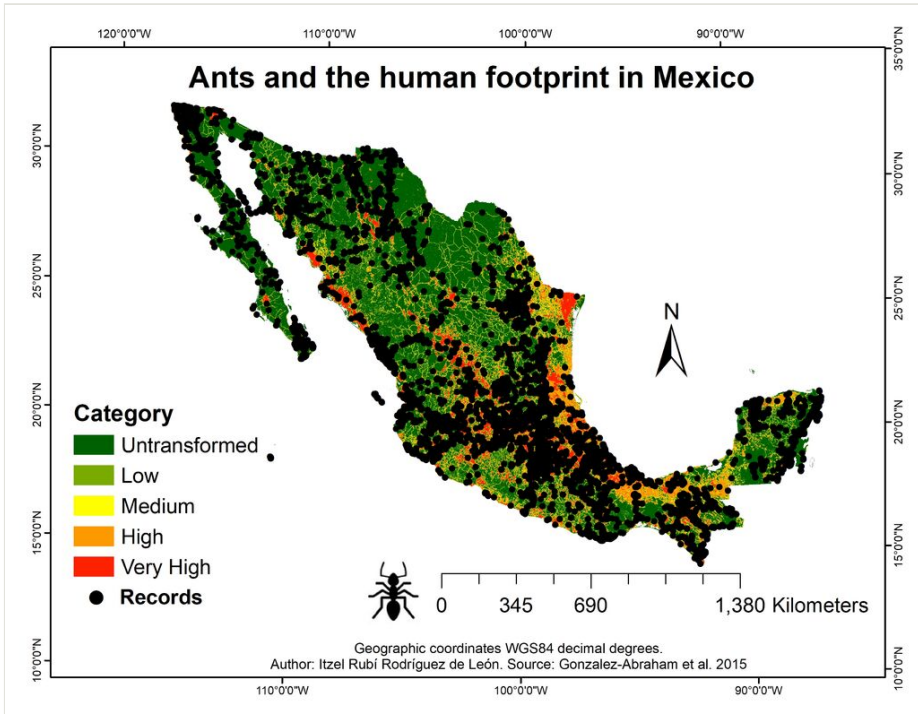 120°0'0"W 110°0'0"W 100°0'0"W 90°0'0"W
35°0'0"N
Ants and the human footprint in Mexico
30°0'0"N
30°0'0"N
25°0'0"N
25°0'0"N
N
20°0'0"N
20°0'0"N
Category
Untransformed
Low
Medium
High
Very High
Records
15°0'0"N
15°0'0"N
0 345 690 1,380 Kilometers
Geographic coordinates WGS84 decimal degrees.
Author: Itzel Rubí Rodríguez de León. Source: Gonzalez-Abraham et al. 2015
10°0'0"N
10°0'0"N
110°0'0"W 100°0'0"W 90°0'0"W